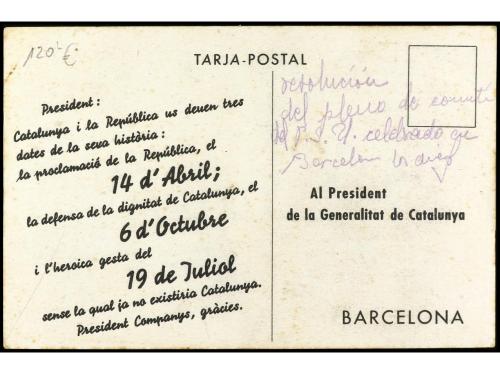 120'- €
TARJA-POSTAL
President:
Catalunya i la República us deuen tres
dates de la seva història:
la proclamació de la República, el
14 d'Abril;
la defensa de la dignitat de Catalunya, el
6 d'Octubre
i l'heroica gesta del
19 de Juliol
sense la qual ja no existiria Catalunya.
President Companys, gràcies.
resolución
del pleno de comité
celebrado en
Barcelona
Al President
de la Generalitat de Catalunya
BARCELONA